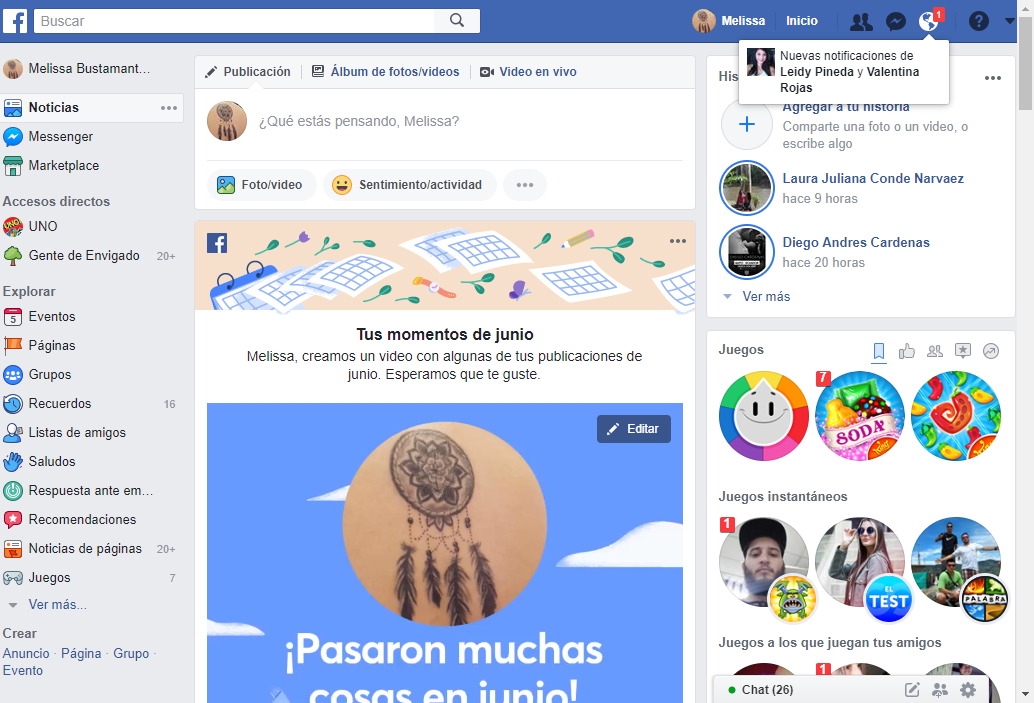 Buscar
Melissa
Inicio
1
Nuevas notificaciones de
Leidy Pineda y Valentina
Rojas
Melissa Bustamant...
Noticias
Messenger
Marketplace
Accesos directos
UNO
Gente de Envigado 20+
Explorar
Eventos
Páginas
Grupos
Recuerdos 16
Listas de amigos
Saludos
Respuesta ante em...
Recomendaciones
Noticias de páginas 20+
Juegos 7
Ver más...
Crear
Anuncio · Página · Grupo ·
Evento
Publicación
Álbum de fotos/videos
Video en vivo
¿Qué estás pensando, Melissa?
Foto/video
Sentimiento/actividad
Tus momentos de junio
Melissa, creamos un video con algunas de tus publicaciones de
junio. Esperamos que te guste.
Editar
¡Pasaron muchas
cosas en junio!
Agregar a tu historia
Comparte una foto o un video, o
escribe algo
Laura Juliana Conde Narvaez
hace 9 horas
Diego Andres Cardenas
hace 20 horas
Ver más
Juegos
7
SODA
Juegos instantáneos
1
EL
TEST
PALABRA
Juegos a los que juegan tus amigos
1
Chat (26)